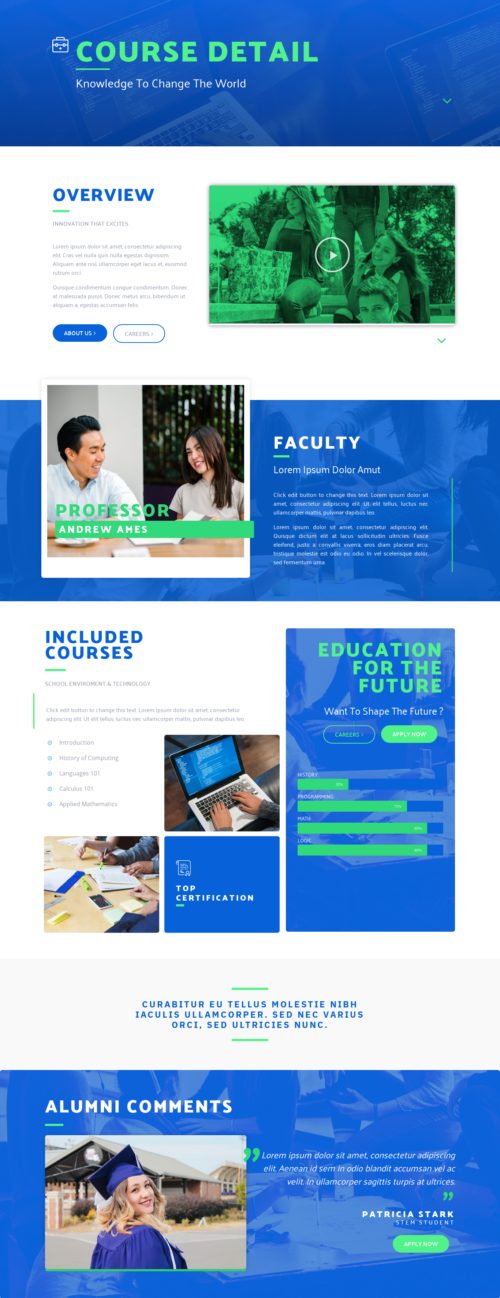 COURSE DETAIL
Knowledge To Change The World
OVERVIEW
INNOVATION THAT EXCITES
Lorem ipsum dolor sit amet, consectetur adipiscing
elit. Cras vel nulla quis nulla egestas dignissim.
Aliquam ante nisl, ullamcorper eget lacus et, euismod
rutrum orci.
Quisque condimentum congue condimentum. Donec
at malesuada purus. Donec metus arcu, bibendum ut
aliquam a, egestas accumsan felis.
ABOUT US >
CAREERS >
PROFESSOR
ANDREW AMES
FACULTY
Lorem Ipsum Dolor Amut
Click edit button to change this text. Lorem ipsum dolor sit
amet, consectetur adipiscing elit. Ut elit tellus, luctus nec
ullamcorper mattis, pulvinar dapibus leo.
Lorem ipsum dolor sit amet, consectetur adipiscing elit.
Quisque dictum elit at lacus sollicitudin ultricies. Fusce
eleifend, justo a convallis viverra, eros diam placerat arcu,
tristique molestie est odio eu odio. In vel scelerisque dolor,
sed fermentum urna.
INCLUDED
COURSES
SCHOOL ENVIROMENT & TECHNOLOGY
Click edit button to change this text. Lorem ipsum dolor sit amet, consectetur
adipiscing elit. Ut elit tellus, luctus nec ullamcorper mattis, pulvinar dapibus leo.
Introduction
History of Computing
Languages 101
Calculus 101
Applied Mathematics
TOP
CERTIFICATION
EDUCATION
FOR THE
FUTURE
Want To Shape The Future ?
CAREERS >
APPLY NOW
HISTORY
PROGRAMMING
MATH
LOGIC
CURABITUR EU TELLUS MOLESTIE NIBH
IACULIS ULLAMCORPER. SED NEC VARIUS
ORCI, SED ULTRICIES NUNC.
ALUMNI COMMENTS
Lorem ipsum dolor sit amet, consectetur adipiscing
elit. Aenean id sem in odio blandit accumsan vel ac
velit. In ullamcorper sagittis turpis at ultrices.
PATRICIA STARK
STEM STUDENT
APPLY NOW